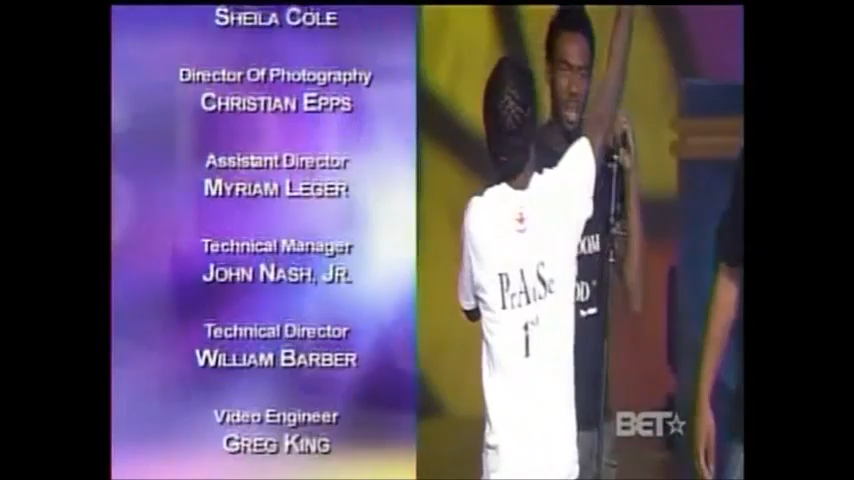 SHEILA COLE
Director Of Photography
CHRISTIAN EPPS
Assistant Director
MYRIAM LEGER
Technical Manager
JOHN NASH, JR.
Technical Director
WILLIAM BARBER
Video Engineer
GREG KING
PrAiSe
1st
BET